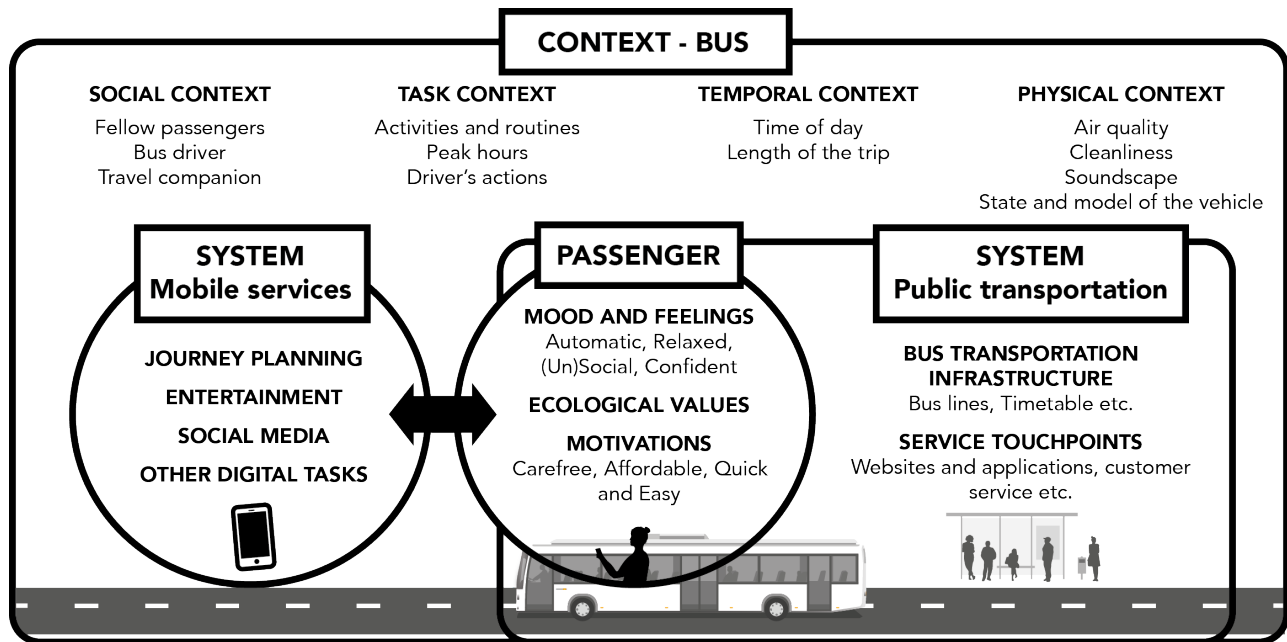 CONTEXT - BUS
SOCIAL CONTEXT
Fellow passengers
Bus driver
Travel companion
TASK CONTEXT
Activities and routines
Peak hours
Driver's actions
TEMPORAL CONTEXT
Time of day
Length of the trip
PHYSICAL CONTEXT
Air quality
Cleanliness
Soundscape
State and model of the vehicle
SYSTEM
Mobile services
JOURNEY PLANNING
ENTERTAINMENT
SOCIAL MEDIA
OTHER DIGITAL TASKS
PASSENGER
MOOD AND FEELINGS
Automatic, Relaxed,
(Un)Social, Confident
ECOLOGICAL VALUES
MOTIVATIONS
Carefree, Affordable, Quick
and Easy
SYSTEM
Public transportation
BUS TRANSPORTATION
INFRASTRUCTURE
Bus lines, Timetable etc.
SERVICE TOUCHPOINTS
Websites and applications, customer
service etc.